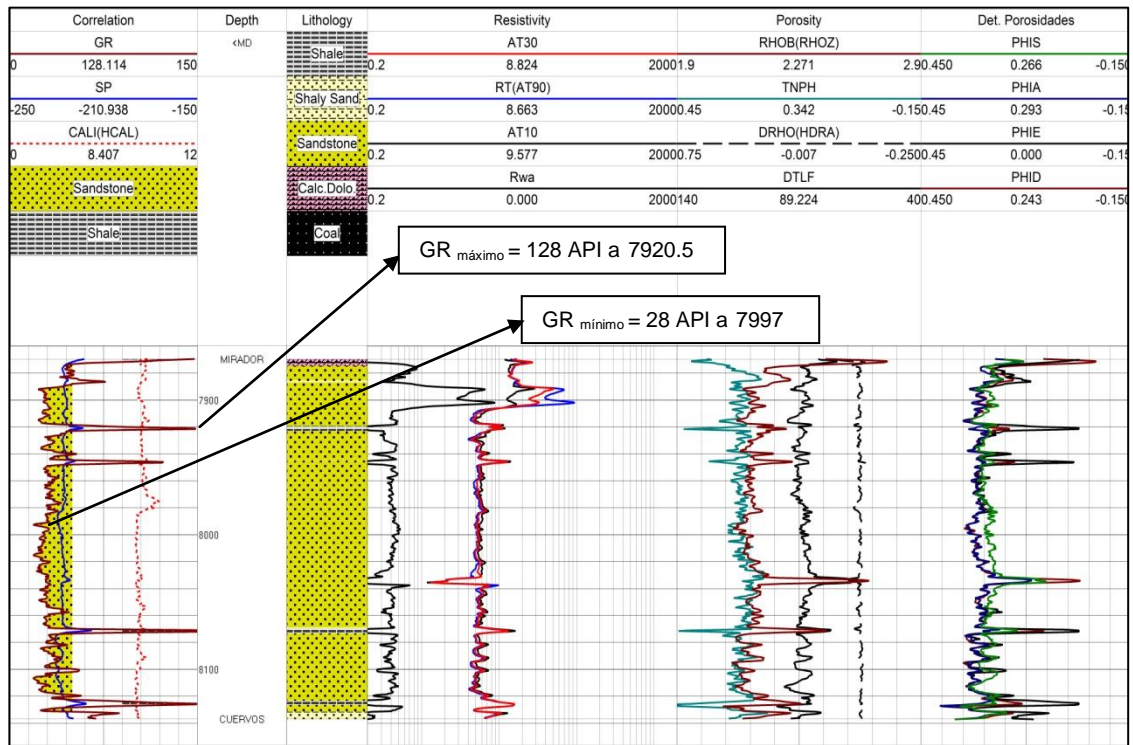 Correlation Depth Lithology Resistivity Porosity Det. Porosidades
GR
0 128.114 150
SP
-250 -210.938 -150
CALI(HCAL)
0 8.407 12
Sandstone
Shale
<MD
Shale
Shaly Sand
Sandstone
Calc.Dolo.
Coal
AT30
0.2 8.824 2000
RT(AT90)
0.2 8.663 2000
AT10
0.2 9.577 2000
Rwa
0.2 0.000 2000
RHOB(RHOZ)
1.9 2.271 2.9
TNPH
0.45 0.342 -0.15
DRHO(HDRA)
0.75 -0.007 -0.25
DTLF
140 89.224 40
PHIS
0.450 0.266 -0.150
PHIA
0.45 0.293 -0.15
PHIE
0.45 0.000 -0.15
PHID
0.450 0.243 -0.150
GR máximo = 128 API a 7920.5
GR mínimo = 28 API a 7997
MIRADOR
7900
8000
8100
CUERVOS